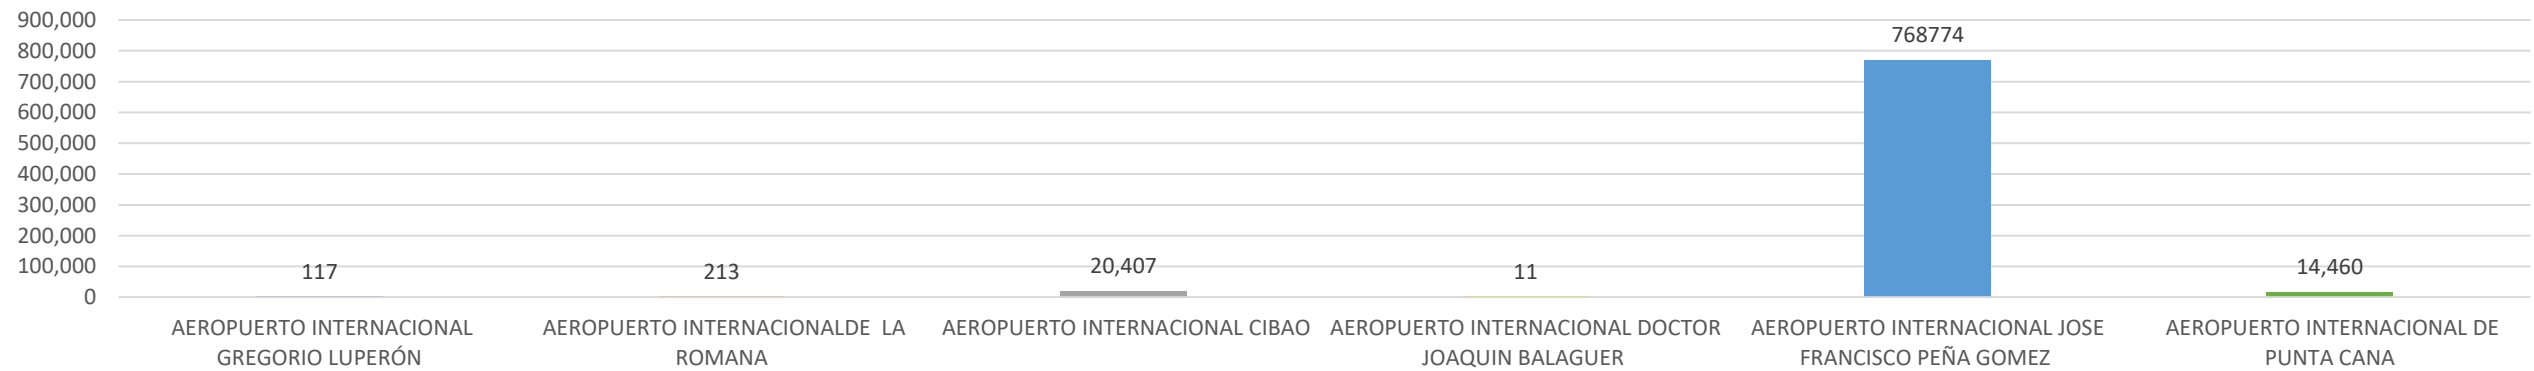 900,000
800,000
700,000
600,000
500,000
400,000
300,000
200,000
100,000
0
117
213
20,407
11
768774
14,460
AEROPUERTO INTERNACIONAL
GREGORIO LUPERÓN
AEROPUERTO INTERNACIONALDE  LA
ROMANA
AEROPUERTO INTERNACIONAL CIBAO
AEROPUERTO INTERNACIONAL DOCTOR
JOAQUIN BALAGUER
AEROPUERTO INTERNACIONAL JOSE
FRANCISCO PEÑA GOMEZ
AEROPUERTO INTERNACIONAL DE
PUNTA CANA